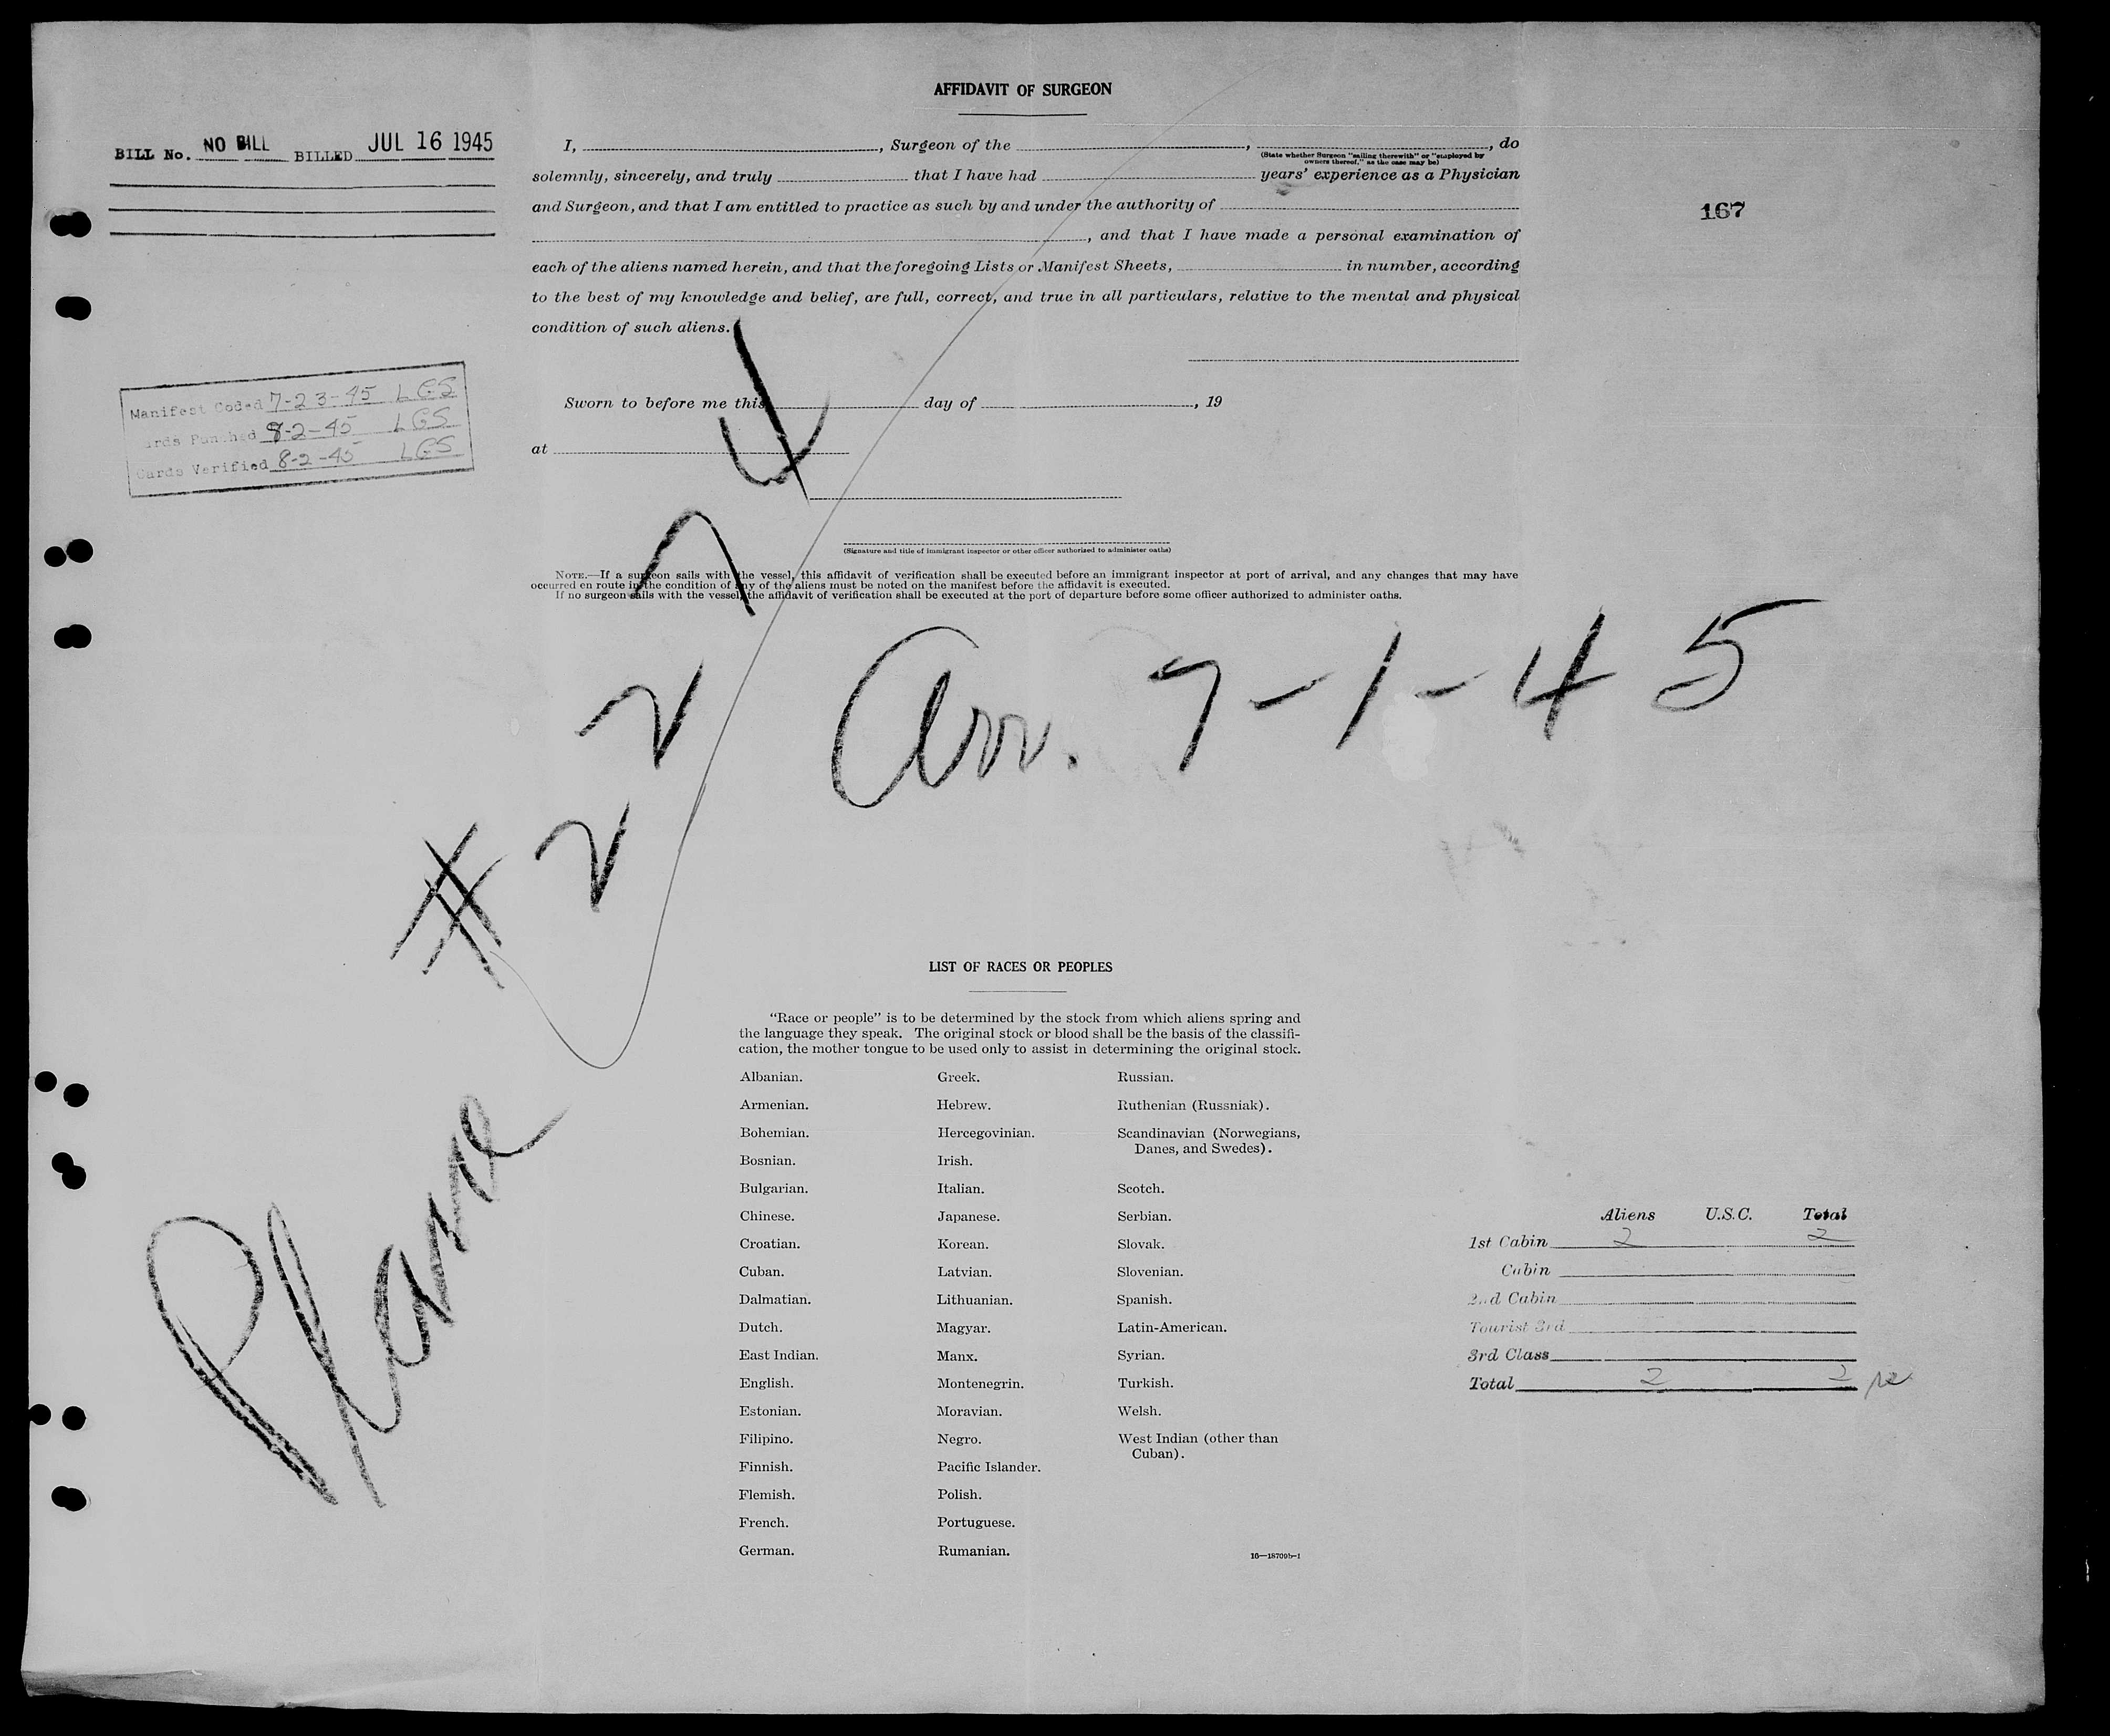 AFFIDAVIT OF SURGEON
BILL No. NO BILL BILLED JUL 16 1945
I, , Surgeon of the , , do
(State whether Surgeon "sailing therewith" or "employed by
owners thereof," as the case may be)
solemnly, sincerely, and truly that I have had years' experience as a Physician
and Surgeon, and that I am entitled to practice as such by and under the authority of
, and that I have made a personal examination of
each of the aliens named herein, and that the foregoing Lists or Manifest Sheets, in number, according
to the best of my knowledge and belief, are full, correct, and true in all particulars, relative to the mental and physical
condition of such aliens.
167
Manifest Coded 7-23-45 LGS
Cards Punched 8-2-45 LGS
Cards Verified 8-2-45 LGS
Sworn to before me this day of , 19
at
(Signature and title of immigrant inspector or other officer authorized to administer oaths)
NOTE.—If a surgeon sails with the vessel, this affidavit of verification shall be executed before an immigrant inspector at port of arrival, and any changes that may have
occurred en route in the condition of any of the aliens must be noted on the manifest before the affidavit is executed.
If no surgeon sails with the vessel, the affidavit of verification shall be executed at the port of departure before some officer authorized to administer oaths.
Plane #2274
Arr. 7-1-45
LIST OF RACES OR PEOPLES
"Race or people" is to be determined by the stock from which aliens spring and
the language they speak. The original stock or blood shall be the basis of the classifi-
cation, the mother tongue to be used only to assist in determining the original stock.
Albanian.
Armenian.
Bohemian.
Bosnian.
Bulgarian.
Chinese.
Croatian.
Cuban.
Dalmatian.
Dutch.
East Indian.
English.
Estonian.
Filipino.
Finnish.
Flemish.
French.
German.
Greek.
Hebrew.
Hercegovinian.
Irish.
Italian.
Japanese.
Korean.
Latvian.
Lithuanian.
Magyar.
Manx.
Montenegrin.
Moravian.
Negro.
Pacific Islander.
Polish.
Portuguese.
Rumanian.
Russian.
Ruthenian (Russniak).
Scandinavian (Norwegians,
Danes, and Swedes).
Scotch.
Serbian.
Slovak.
Slovenian.
Spanish.
Latin-American.
Syrian.
Turkish.
Welsh.
West Indian (other than
Cuban).
16—18709b-1
Aliens U.S.C. Total
1st Cabin 2 2
Cabin
2nd Cabin
Tourist 3rd
3rd Class
Total 2 2